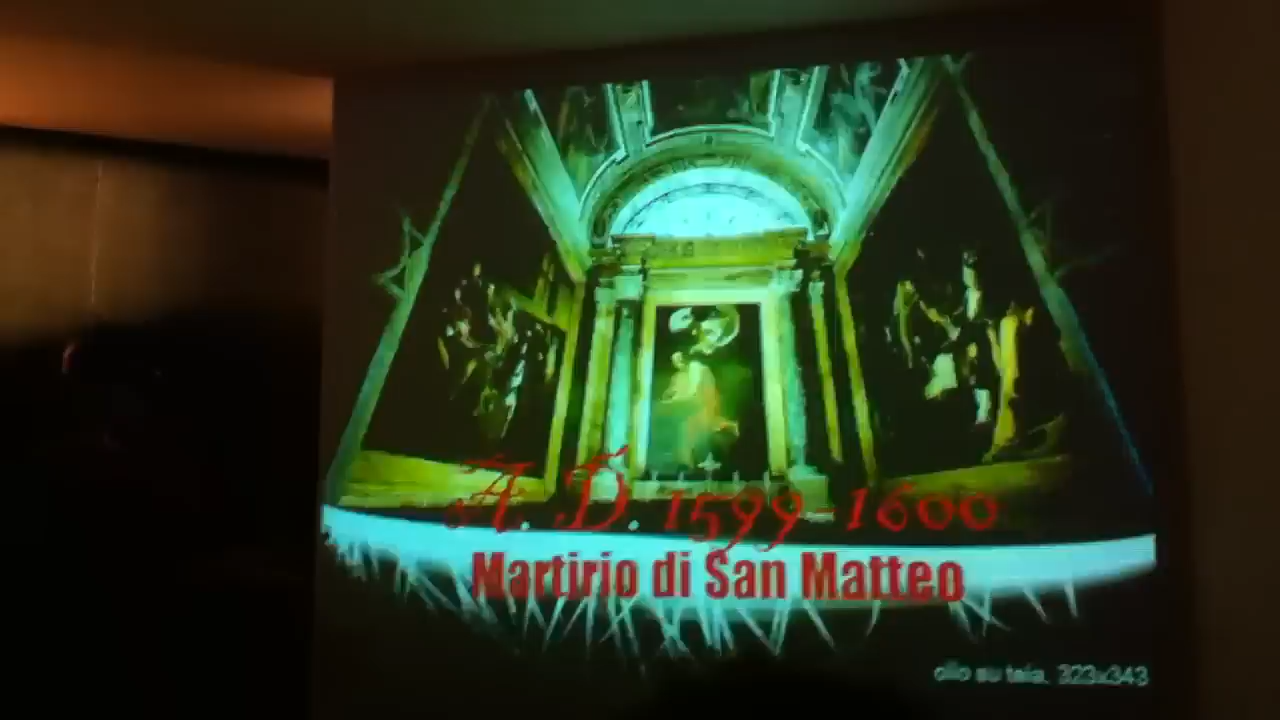 A. D. 1599-1600
Martirio di San Matteo
olio su tela, 323x343